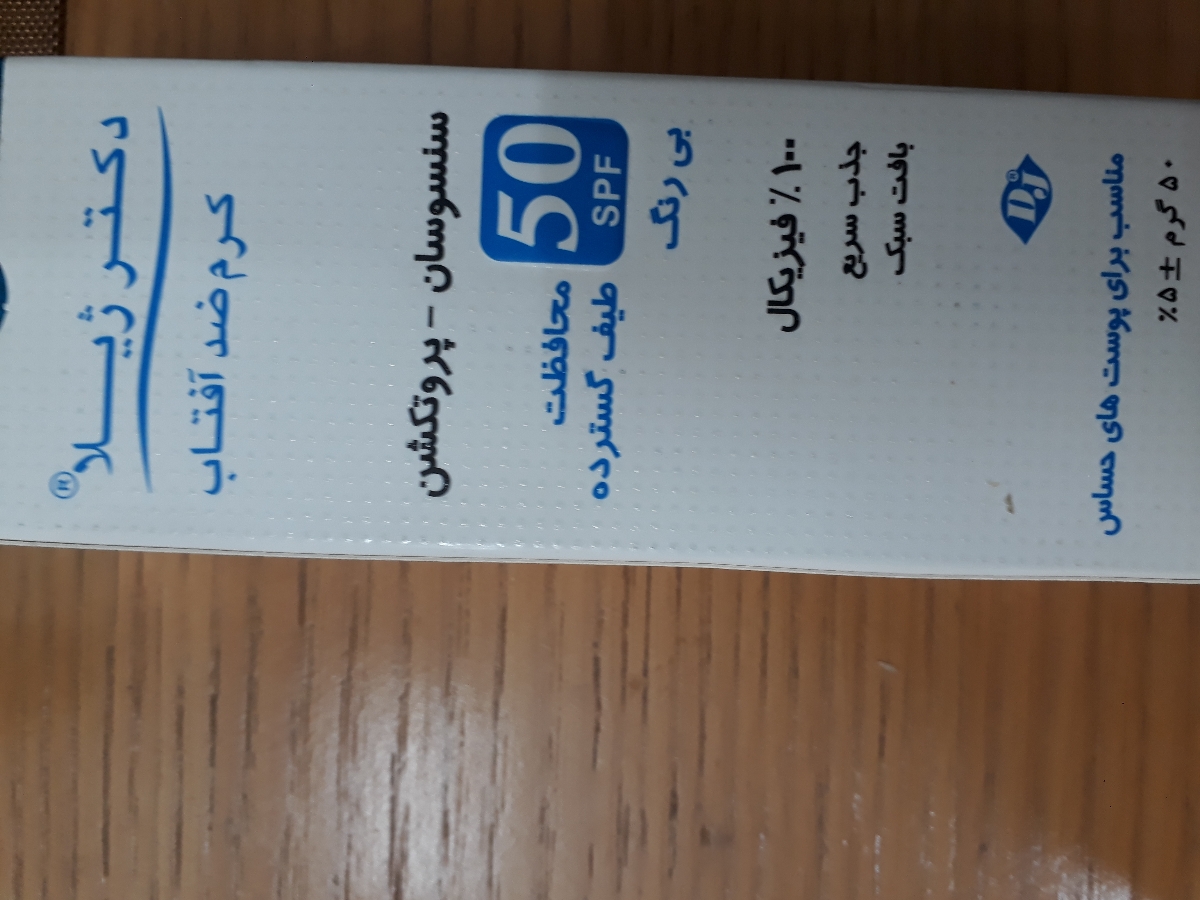 دکتر ژیلا®
کرم ضد آفتاب
سنسوسان - پروتکشن
50
SPF
محافظت
طیف گسترده
بی رنگ
۱۰۰٪ فیزیکال
جذب سریع
بافت سبک
DJ®
مناسب برای پوست های حساس
۵۰ گرم ± ۵٪